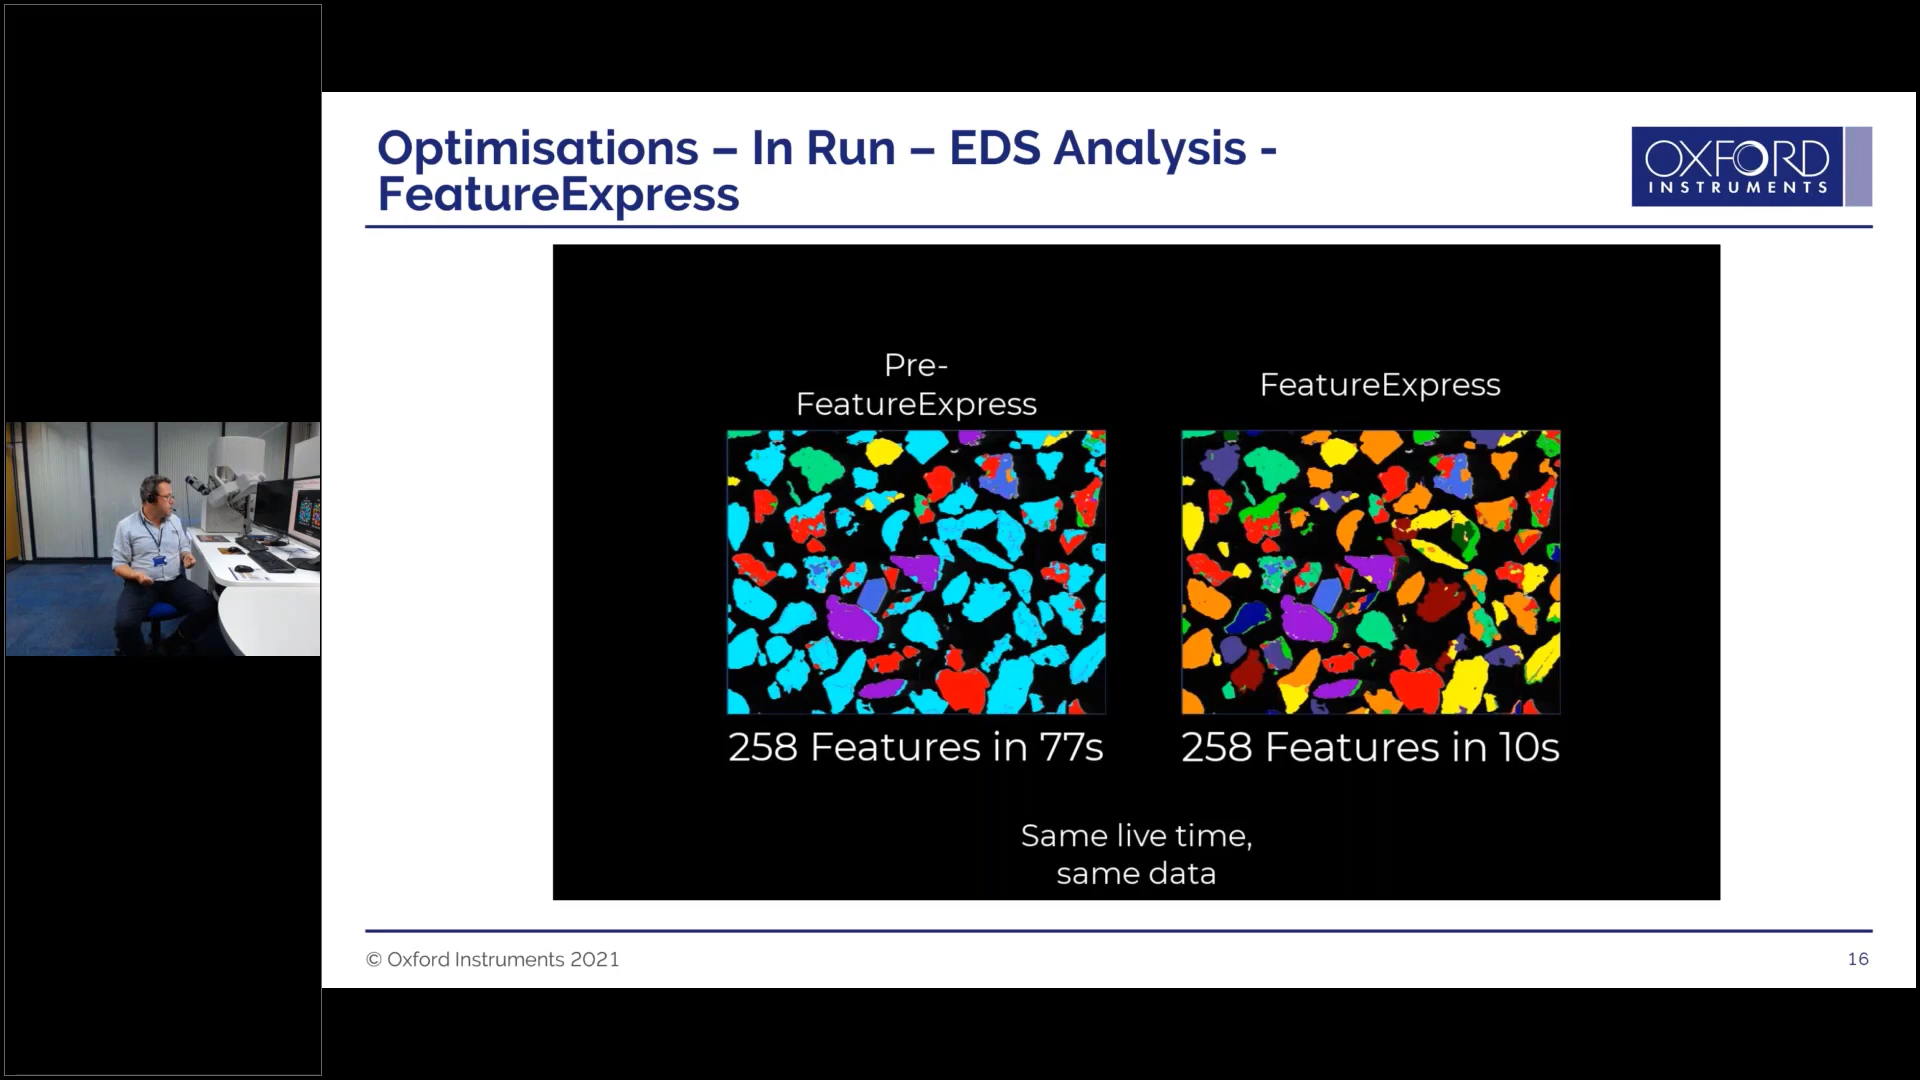 Optimisations – In Run – EDS Analysis -
FeatureExpress
OXFORD
INSTRUMENTS
Pre-
FeatureExpress
FeatureExpress
258 Features in 77s
258 Features in 10s
Same live time,
same data
© Oxford Instruments 2021
16